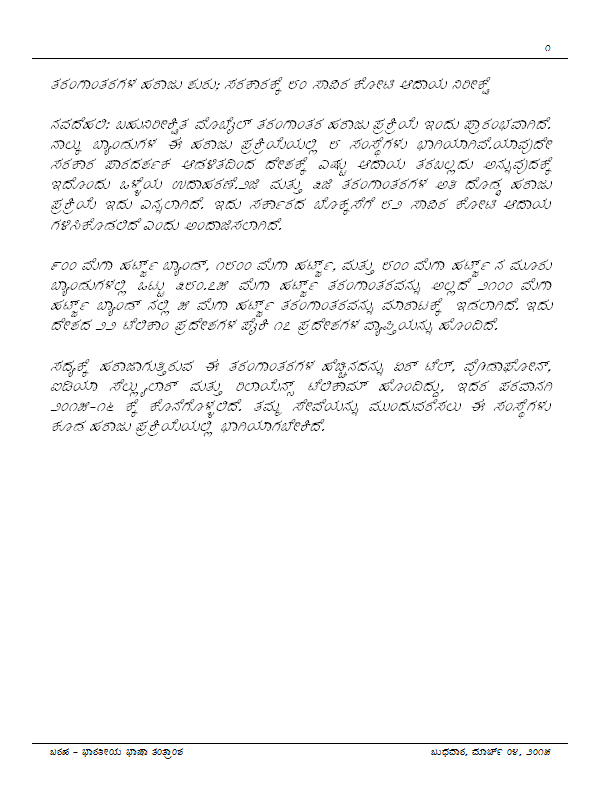 ೧
ತರಂಗಾಂತರಗಳ ಹರಾಜು ಶುರು; ಸರಕಾರಕ್ಕೆ ೮೦ ಸಾವಿರ ಕೋಟಿ ಆದಾಯ ನಿರೀಕ್ಷೆ
ನವದೆಹಲಿ: ಬಹುನಿರೀಕ್ಷಿತ ಮೊಬೈಲ್ ತರಂಗಾಂತರ ಹರಾಜು ಪ್ರಕ್ರಿಯೆ ಇಂದು ಪ್ರಾರಂಭವಾಗಿದೆ.
ನಾಲ್ಕು ಬ್ಯಾಂಡುಗಳ ಈ ಹರಾಜು ಪ್ರಕ್ರಿಯೆಯಲ್ಲಿ ೮ ಸಂಸ್ಥೆಗಳು ಭಾಗಿಯಾಗಿವೆ.ಯಾವುದೇ
ಸರಕಾರ ಪಾರದರ್ಶಕ ಆಡಳಿತದಿಂದ ದೇಶಕ್ಕೆ ಎಷ್ಟು ಆದಾಯ ತರಬಲ್ಲದು ಅನ್ನುವುದಕ್ಕೆ
ಇದೊಂದು ಒಳ್ಳೆಯ ಉದಾಹರಣೆ.೨ಜಿ ಮತ್ತು ೩ಜಿ ತರಂಗಾಂತರಗಳ ಅತಿ ದೊಡ್ಡ ಹರಾಜು
ಪ್ರಕ್ರಿಯೆ ಇದು ಎನ್ನಲಾಗಿದೆ. ಇದು ಸರ್ಕಾರದ ಬೊಕ್ಕಸೆಗೆ ೮೨ ಸಾವಿರ ಕೋಟಿ ಆದಾಯ
ಗಳಿಸಿಕೊಡಲಿದೆ ಎಂದು ಅಂದಾಜಿಸಲಾಗಿದೆ.
೯೦೦ ಮೆಗಾ ಹರ್ಟ್ಜ್ ಬ್ಯಾಂಡ್, ೧೮೦೦ ಮೆಗಾ ಹರ್ಟ್ಜ್, ಮತ್ತು ೮೦೦ ಮೆಗಾ ಹರ್ಟ್ಜ್ ನ ಮೂರು
ಬ್ಯಾಂಡುಗಳಲ್ಲಿ ಒಟ್ಟು ೩೮೦.೭೫ ಮೆಗಾ ಹರ್ಟ್ಜ್ ತರಂಗಾಂತರವನ್ನು ಅಲ್ಲದೆ ೨೧೦೦ ಮೆಗಾ
ಹರ್ಟ್ಜ್ ಬ್ಯಾಂಡ್ ನಲ್ಲಿ ೫ ಮೆಗಾ ಹರ್ಟ್ಜ್ ತರಂಗಾಂತರವನ್ನು ಮಾರಾಟಕ್ಕೆ ಇಡಲಾಗಿದೆ. ಇದು
ದೇಶದ ೨೨ ಟೆಲಿಕಾಂ ಪ್ರದೇಶಗಳ ಪೈಕಿ ೧೭ ಪ್ರದೇಶಗಳ ವ್ಯಾಪ್ತಿಯನ್ನು ಹೊಂದಿದೆ.
ಸದ್ಯಕ್ಕೆ ಹರಾಜಾಗುತ್ತಿರುವ ಈ ತರಂಗಾಂತರಗಳ ಹೆಚ್ಚಿನದನ್ನು ಏರ್ ಟೆಲ್, ವೊಡಾಫೋನ್,
ಐಡಿಯಾ ಸೆಲ್ಲ್ಯುಲಾರ್ ಮತ್ತು ರಿಲಾಯೆನ್ಸ್ ಟೆಲಿಕಾಮ್ ಹೊಂದಿದ್ದು, ಇದರ ಪರವಾನಗಿ
೨೦೧೫-೧೬ ಕ್ಕೆ ಕೊನೆಗೊಳ್ಳಲಿದೆ. ತಮ್ಮ ಸೇವೆಯನ್ನು ಮುಂದುವರೆಸಲು ಈ ಸಂಸ್ಥೆಗಳು
ಕೂಡ ಹರಾಜು ಪ್ರಕ್ರಿಯೆಯಲ್ಲಿ ಭಾಗಿಯಾಗಬೇಕಿದೆ.
ಬರಹ - ಭಾರತೀಯ ಭಾಷಾ ತಂತ್ರಾಂಶ
ಬುಧವಾರ, ಮಾರ್ಚ್ ೦೪, ೨೦೧೫